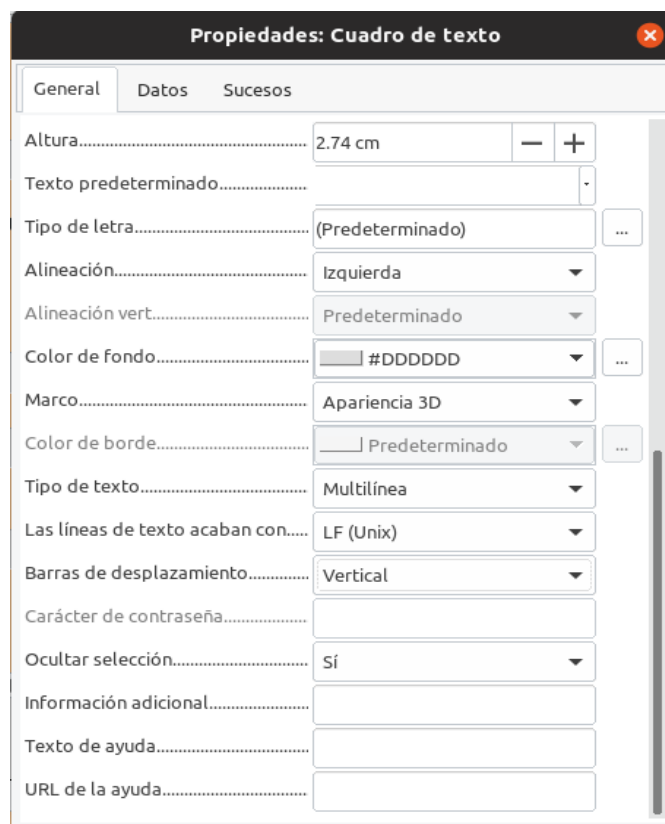 Propiedades: Cuadro de texto
General Datos Sucesos
Altura 2.74 cm
Texto predeterminado
Tipo de letra (Predeterminado) ...
Alineación Izquierda
Alineación vert. Predeterminado
Color de fondo #DDDDDD ...
Marco Apariencia 3D
Color de borde Predeterminado ...
Tipo de texto Multilínea
Las líneas de texto acaban con LF (Unix)
Barras de desplazamiento Vertical
Carácter de contraseña
Ocultar selección Sí
Información adicional
Texto de ayuda
URL de la ayuda